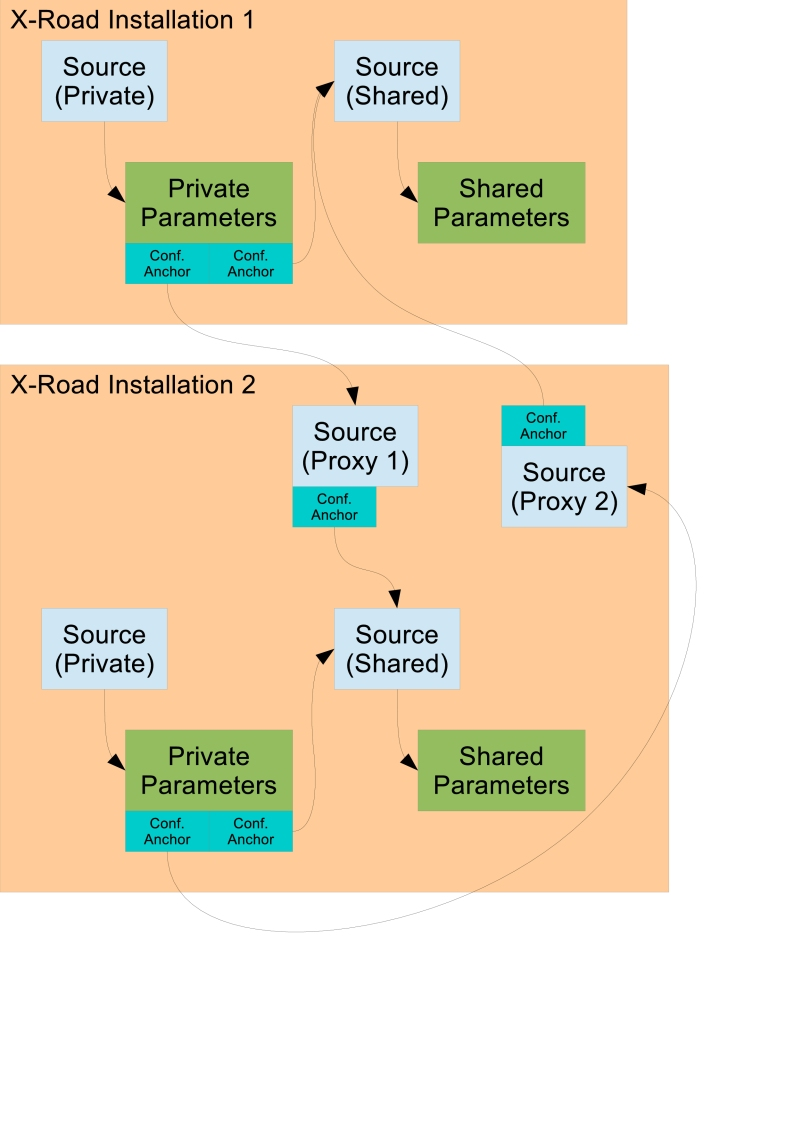 X-Road Installation 1
Source
(Private)
Source
(Shared)
Private
Parameters
Shared
Parameters
Conf.
Anchor
Conf.
Anchor
X-Road Installation 2
Source
(Proxy 1)
Conf.
Anchor
Conf.
Anchor
Source
(Proxy 2)
Source
(Private)
Source
(Shared)
Private
Parameters
Shared
Parameters
Conf.
Anchor
Conf.
Anchor